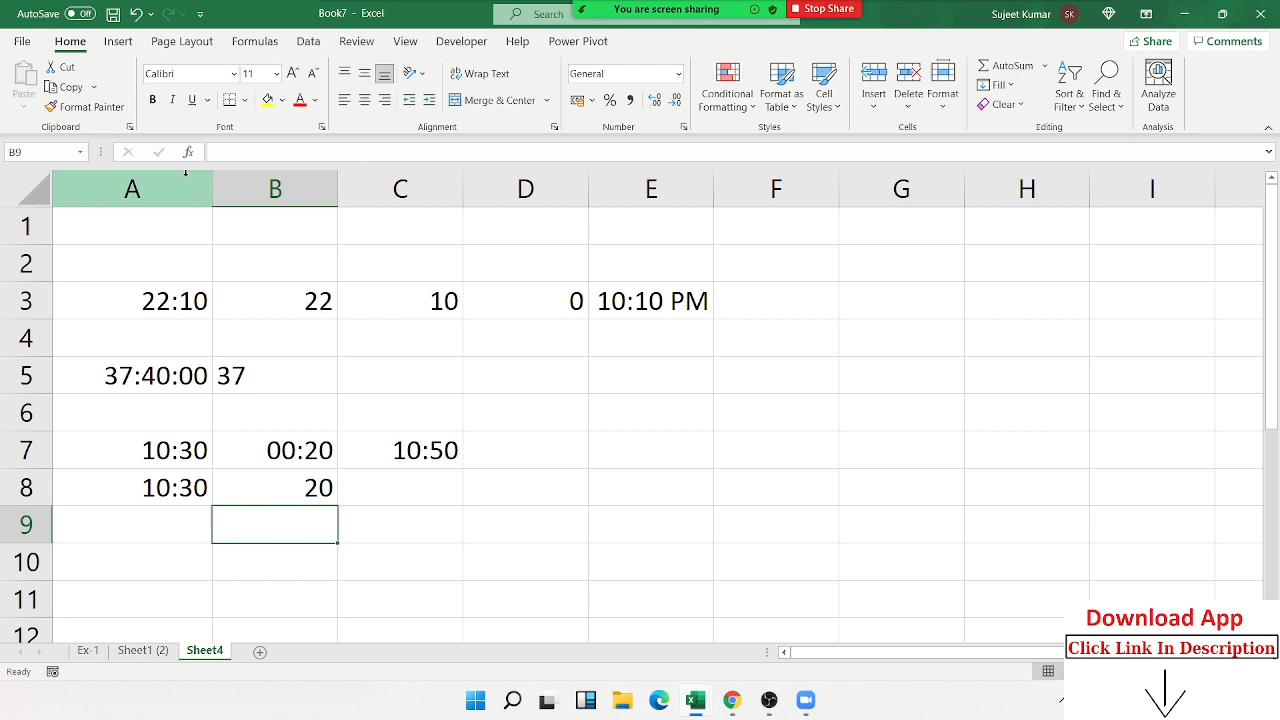 AutoSave Off Book7 - Excel Search You are screen sharing Stop Share Sujeet Kumar SK
File Home Insert Page Layout Formulas Data Review View Developer Help Power Pivot Share Comments
Paste Cut Copy Format Painter Clipboard
Calibri 11 B I U A Font
Wrap Text Merge & Center Alignment
General % Number
Conditional Formatting Format as Table Cell Styles Styles
Insert Delete Format Cells
AutoSum Fill Clear Sort & Filter Find & Select Editing
Analyze Data Analysis
B9 fx
A B C D E F G H I
1
2
3 22:10 22 10 0 10:10 PM
4
5 37:40:00 37
6
7 10:30 00:20 10:50
8 10:30 20
9
10
11
12
Download App
Click Link In Description
Ex-1 Sheet1 (2) Sheet4
Ready